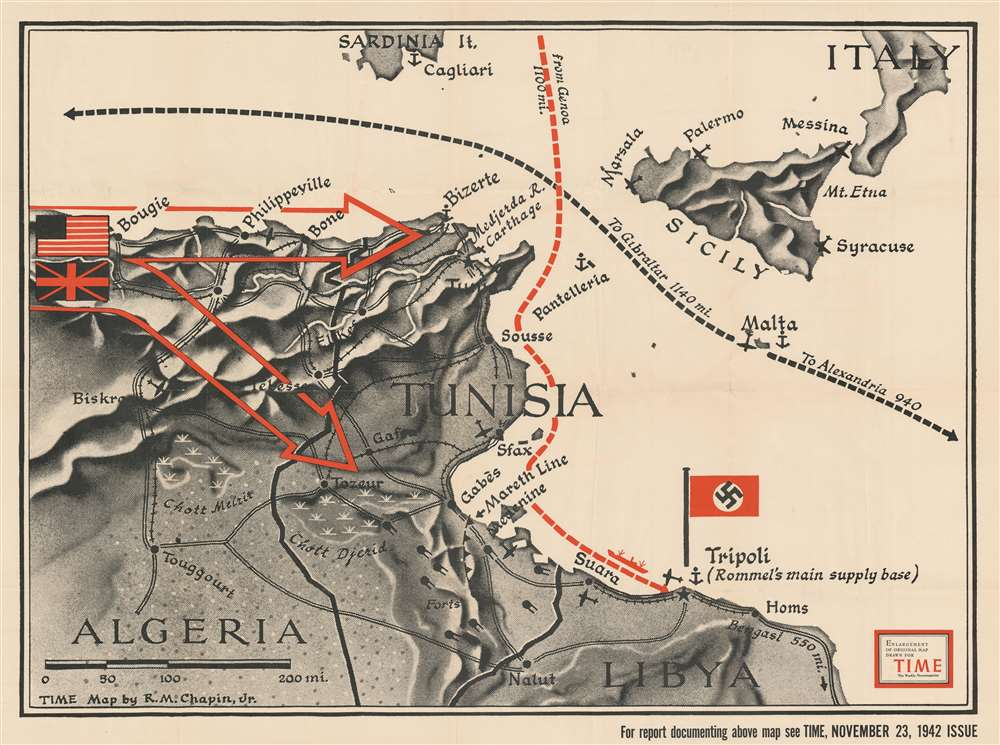 SARDINIA It.
Cagliari
ITALY
from Genoa
1100 mi.
Marsala
Palermo
Messina
Mt. Etna
SICILY
Syracuse
Bougie
Philippeville
Bone
Bizerte
Medjerda R.
Carthage
To Gibraltar 1140 mi.
Pantelleria
Malta
Sousse
To Alexandria 940
Biskra
Tebessa
TUNISIA
Gafsa
Sfax
Tozeur
Gabès
Mareth Line
Medenine
Chott Melrir
Chott Djerid
Touggourt
Forts
Suara
Tripoli
(Rommel's main supply base)
Homs
Bengasi 550 mi.
ALGERIA
LIBYA
Nalut
0 50 100 200 mi.
TIME Map by R.M. Chapin, Jr.
ENLARGEMENT
OF ORIGINAL MAP
DRAWN FOR
TIME
The Weekly Newsmagazine
For report documenting above map see TIME, NOVEMBER 23, 1942 ISSUE